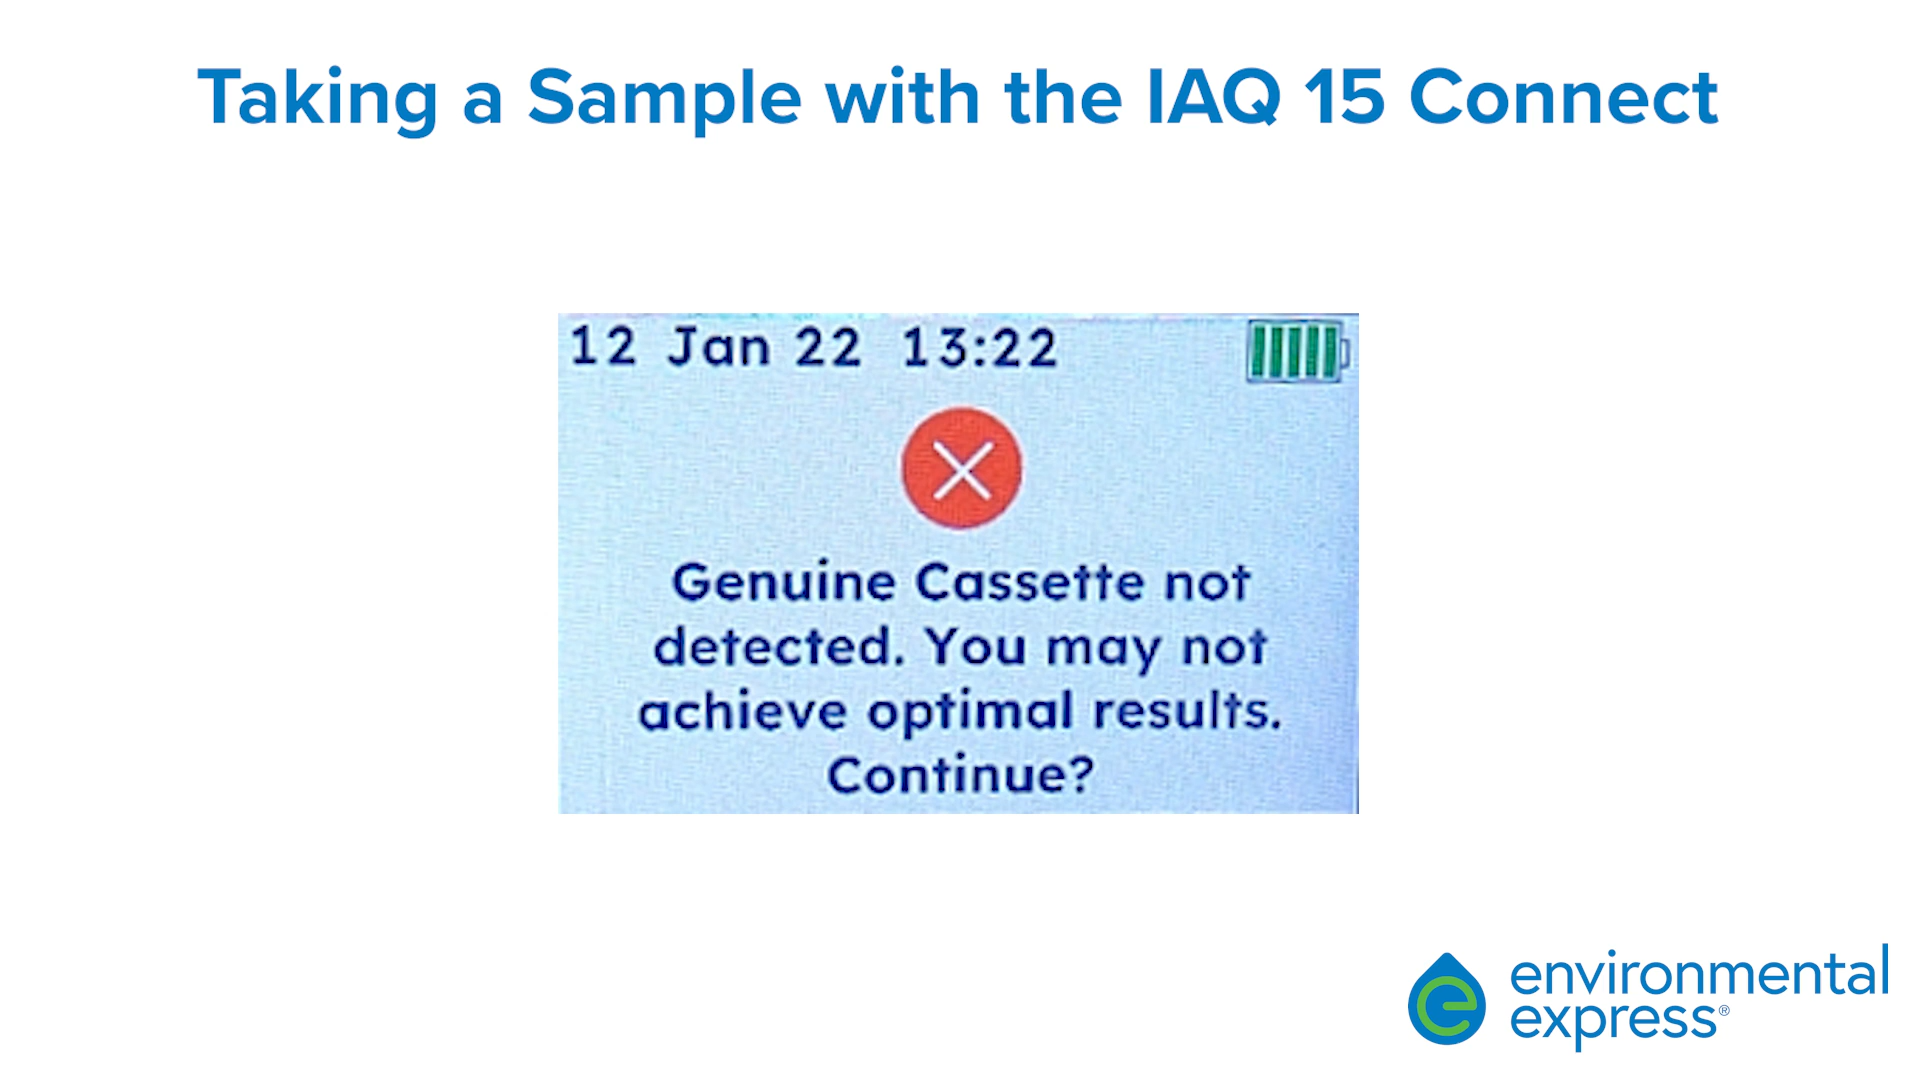 Taking a Sample with the IAQ 15 Connect
12 Jan 22 13:22
Genuine Cassette not
detected. You may not
achieve optimal results.
Continue?
environmental
express®